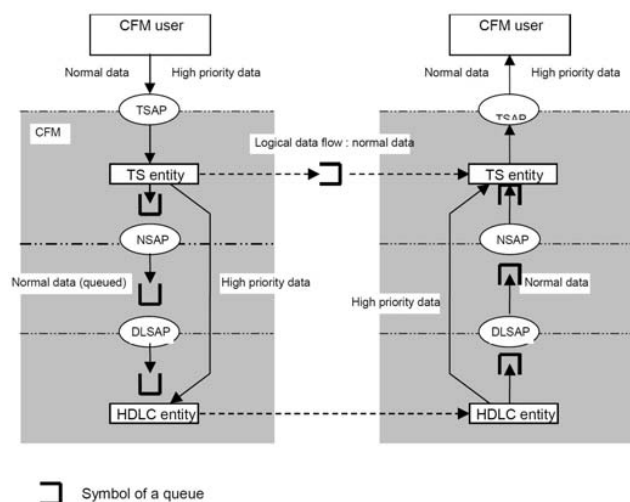 CFM user
CFM user
Normal data
High priority data
Normal data
High priority data
TSAP
TSAP
CFM
Logical data flow : normal data
TS entity
TS entity
NSAP
NSAP
Normal data (queued)
High priority data
Normal data
High priority data
DLSAP
DLSAP
HDLC entity
HDLC entity
Symbol of a queue